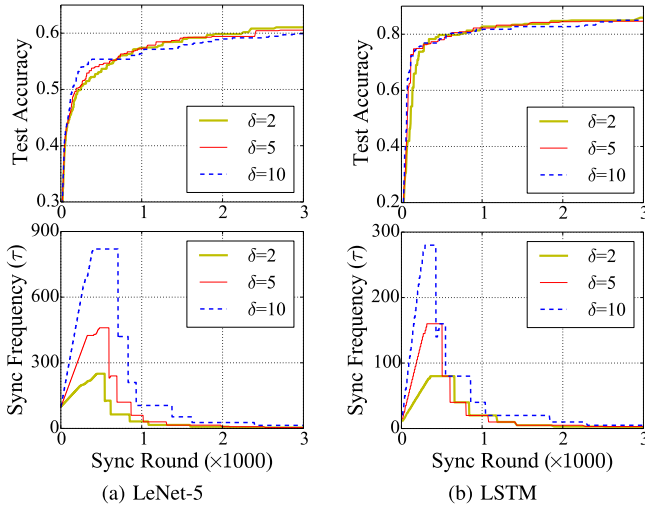 Test Accuracy
0.6
0.5
0.4
0.3
0 1 2 3
δ=2
δ=5
δ=10
Sync Frequency (τ)
900
600
300
0
0 1 2 3
δ=2
δ=5
δ=10
Sync Round (×1000)
(a) LeNet-5
Test Accuracy
0.8
0.6
0.4
0.2
0 1 2 3
δ=2
δ=5
δ=10
Sync Frequency (τ)
300
200
100
0
0 1 2 3
δ=2
δ=5
δ=10
Sync Round (×1000)
(b) LSTM